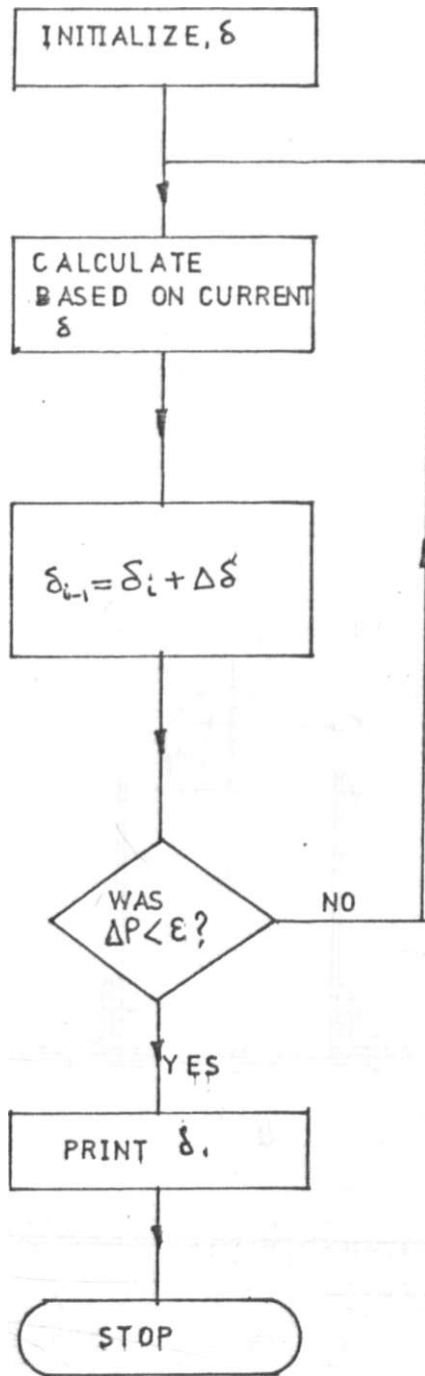 INITIALIZE, δ
CALCULATE
BASED ON CURRENT
δ
δi-1 = δi + Δδ
WAS
ΔP < ε?
NO
YES
PRINT δ.
STOP